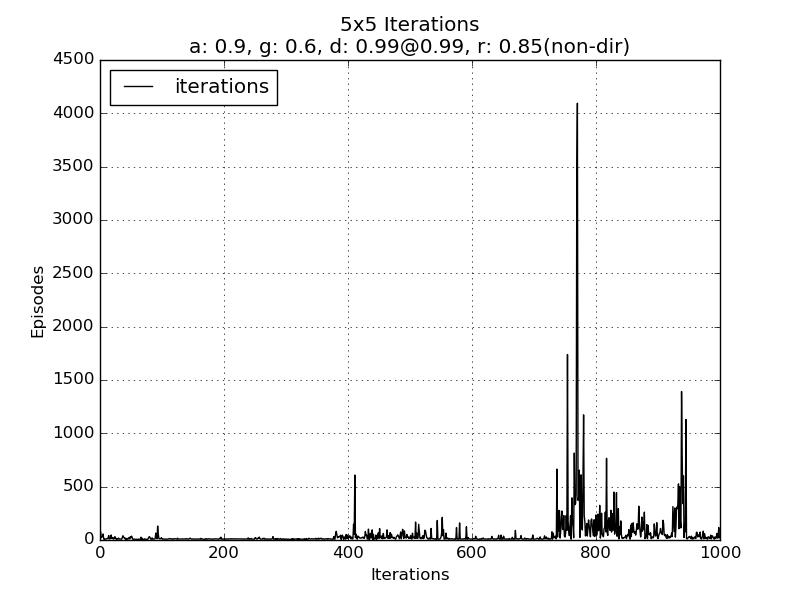 5x5 Iterations
a: 0.9, g: 0.6, d: 0.99@0.99, r: 0.85(non-dir)
iterations
4500
4000
3500
3000
2500
2000
1500
1000
500
0
Episodes
0 200 400 600 800 1000
Iterations